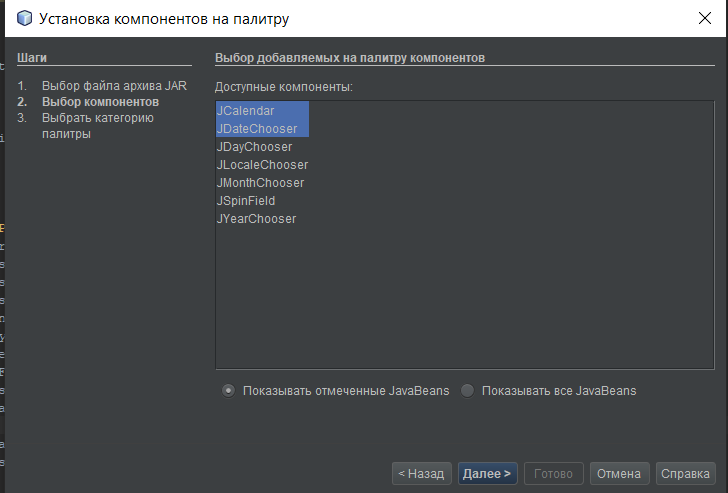 Установка компонентов на палитру
Шаги
1. Выбор файла архива JAR
2. Выбор компонентов
3. Выбрать категорию
палитры
Выбор добавляемых на палитру компонентов
Доступные компоненты:
JCalendar
JDateChooser
JDayChooser
JLocaleChooser
JMonthChooser
JSpinField
JYearChooser
Показывать отмеченные JavaBeans
Показывать все JavaBeans
< Назад
Далее >
Готово
Отмена
Справка